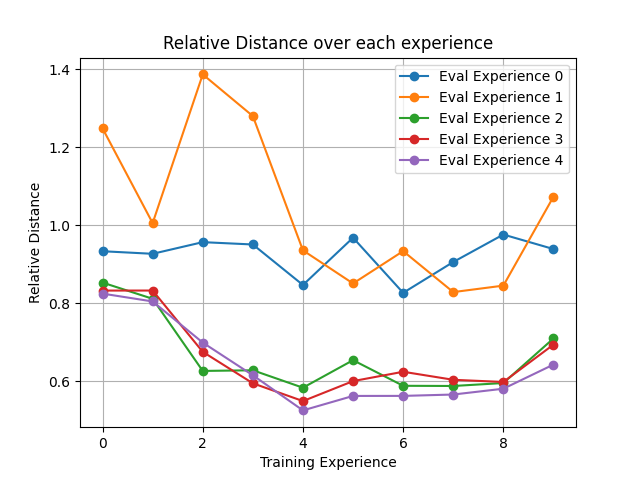 Relative Distance over each experience
Eval Experience 0
Eval Experience 1
Eval Experience 2
Eval Experience 3
Eval Experience 4
Relative Distance
1.4
1.2
1.0
0.8
0.6
0 2 4 6 8
Training Experience